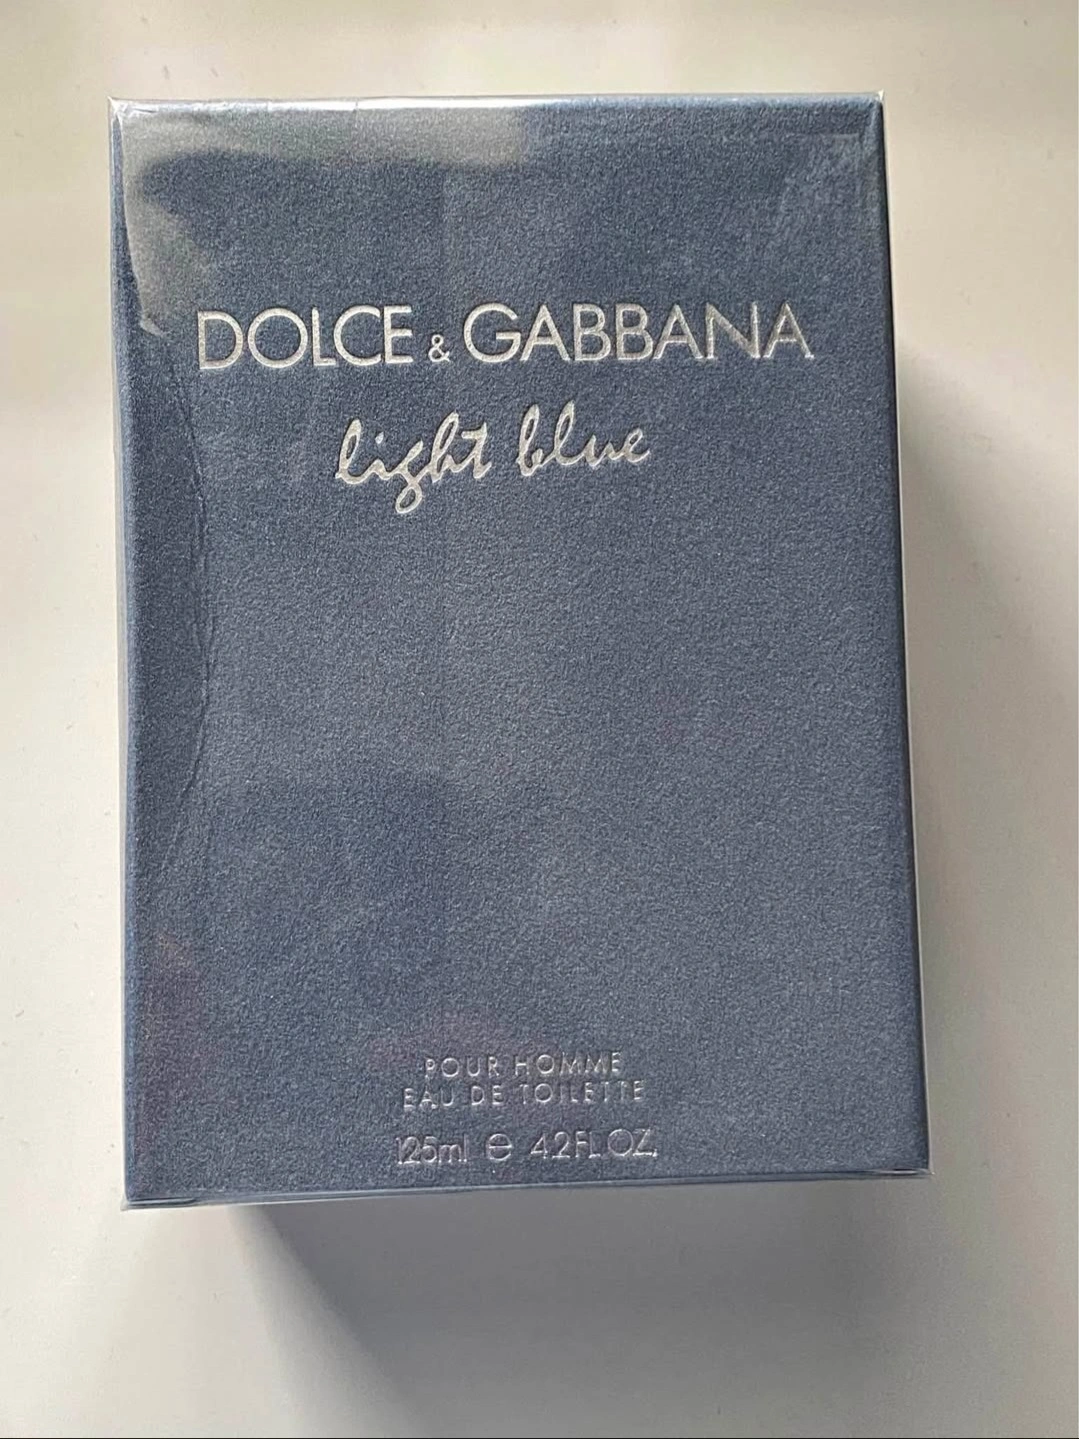 DOLCE & GABBANA
light blue
POUR HOMME
EAU DE TOILETTE
125ml ℮ 4.2FL. OZ.